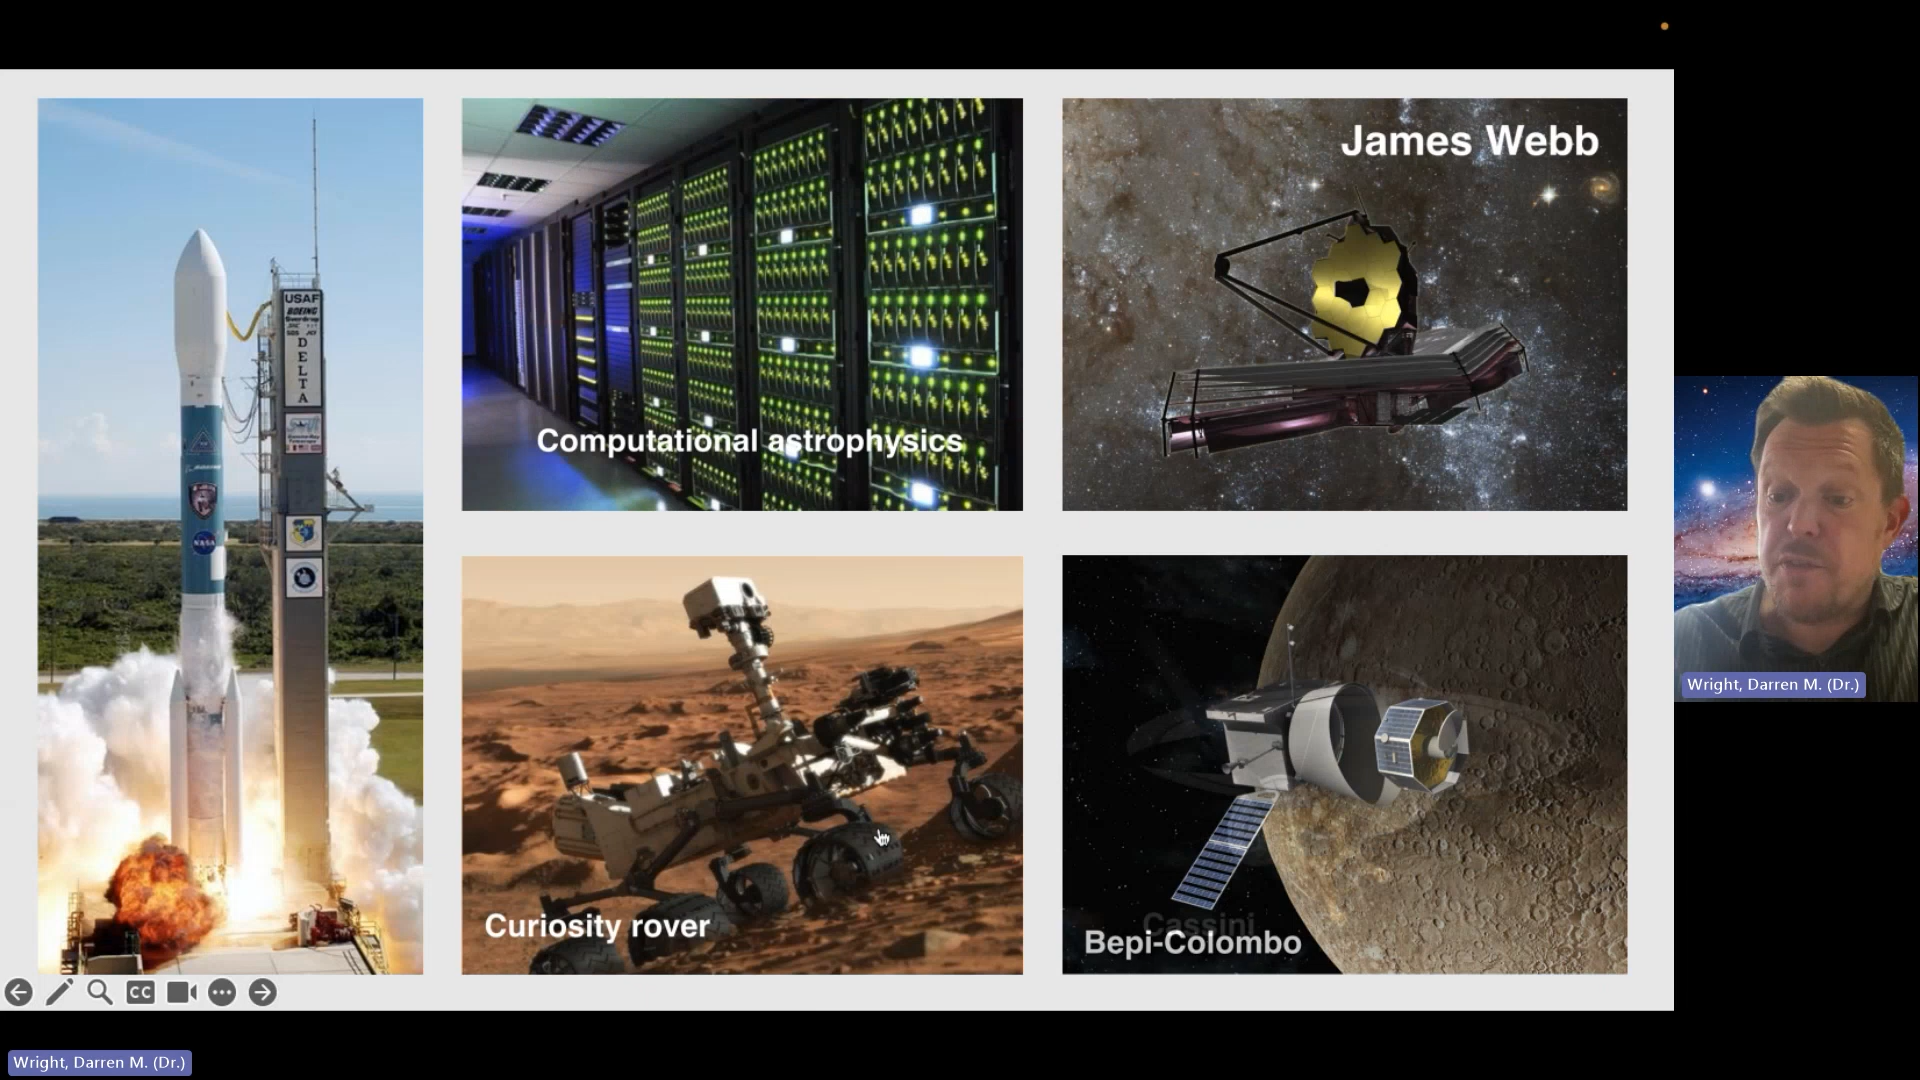 USAF
BOEING
DELTA
NASA
Computational astrophysics
James Webb
Curiosity rover
Cassini
Bepi-Colombo
CC
Wright, Darren M. (Dr.)
Wright, Darren M. (Dr.)